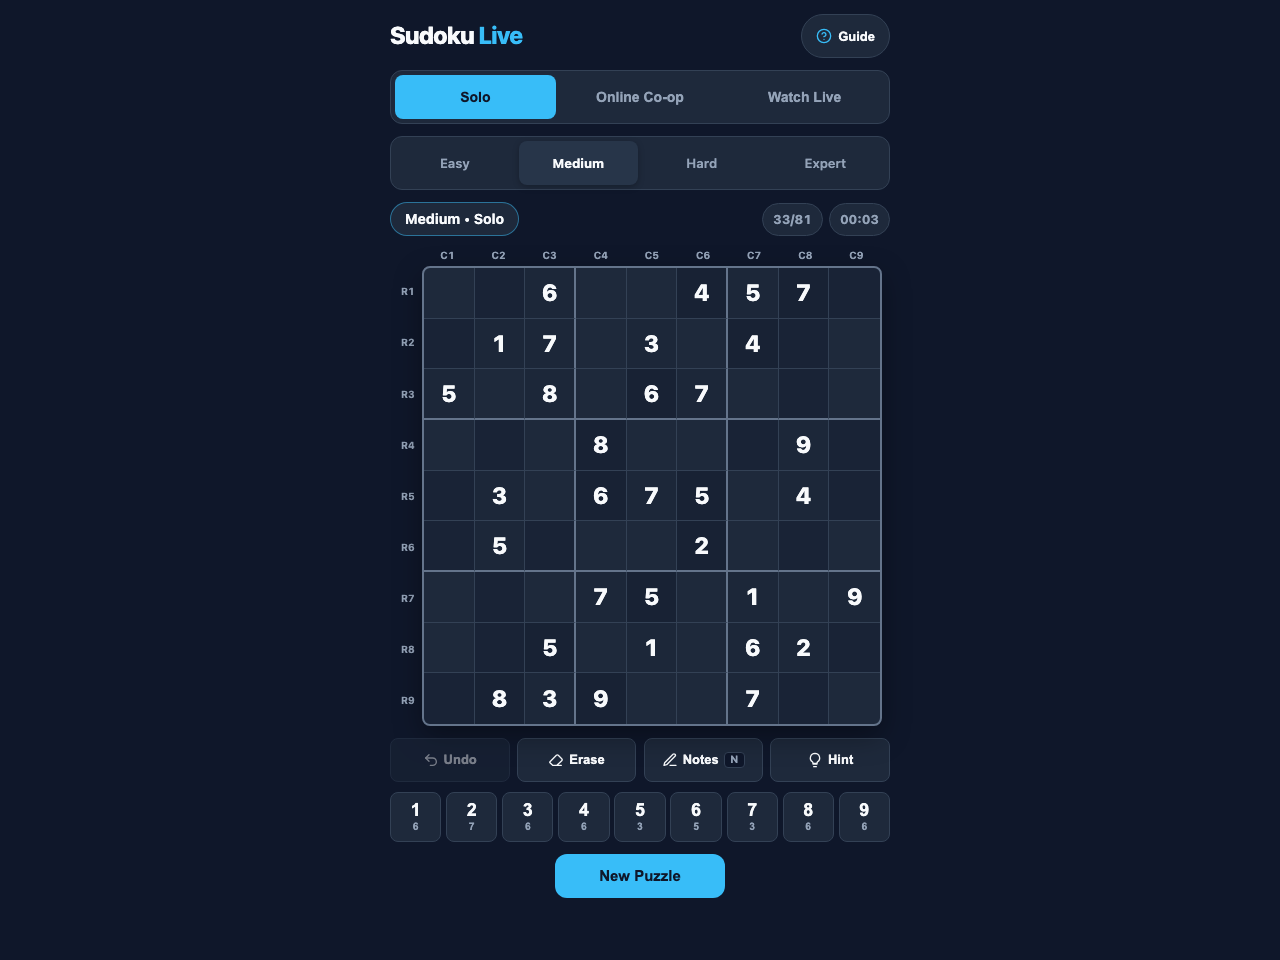 Sudoku Live
Guide
Solo Online Co-op Watch Live
Easy Medium Hard Expert
Medium • Solo 33/81 00:03
C1 C2 C3 C4 C5 C6 C7 C8 C9
R1 6 4 5 7
R2 1 7 3 4
R3 5 8 6 7
R4 8 9
R5 3 6 7 5 4
R6 5 2
R7 7 5 1 9
R8 5 1 6 2
R9 8 3 9 7
Undo Erase Notes N Hint
1 2 3 4 5 6 7 8 9
6 7 6 6 3 5 3 6 6
New Puzzle